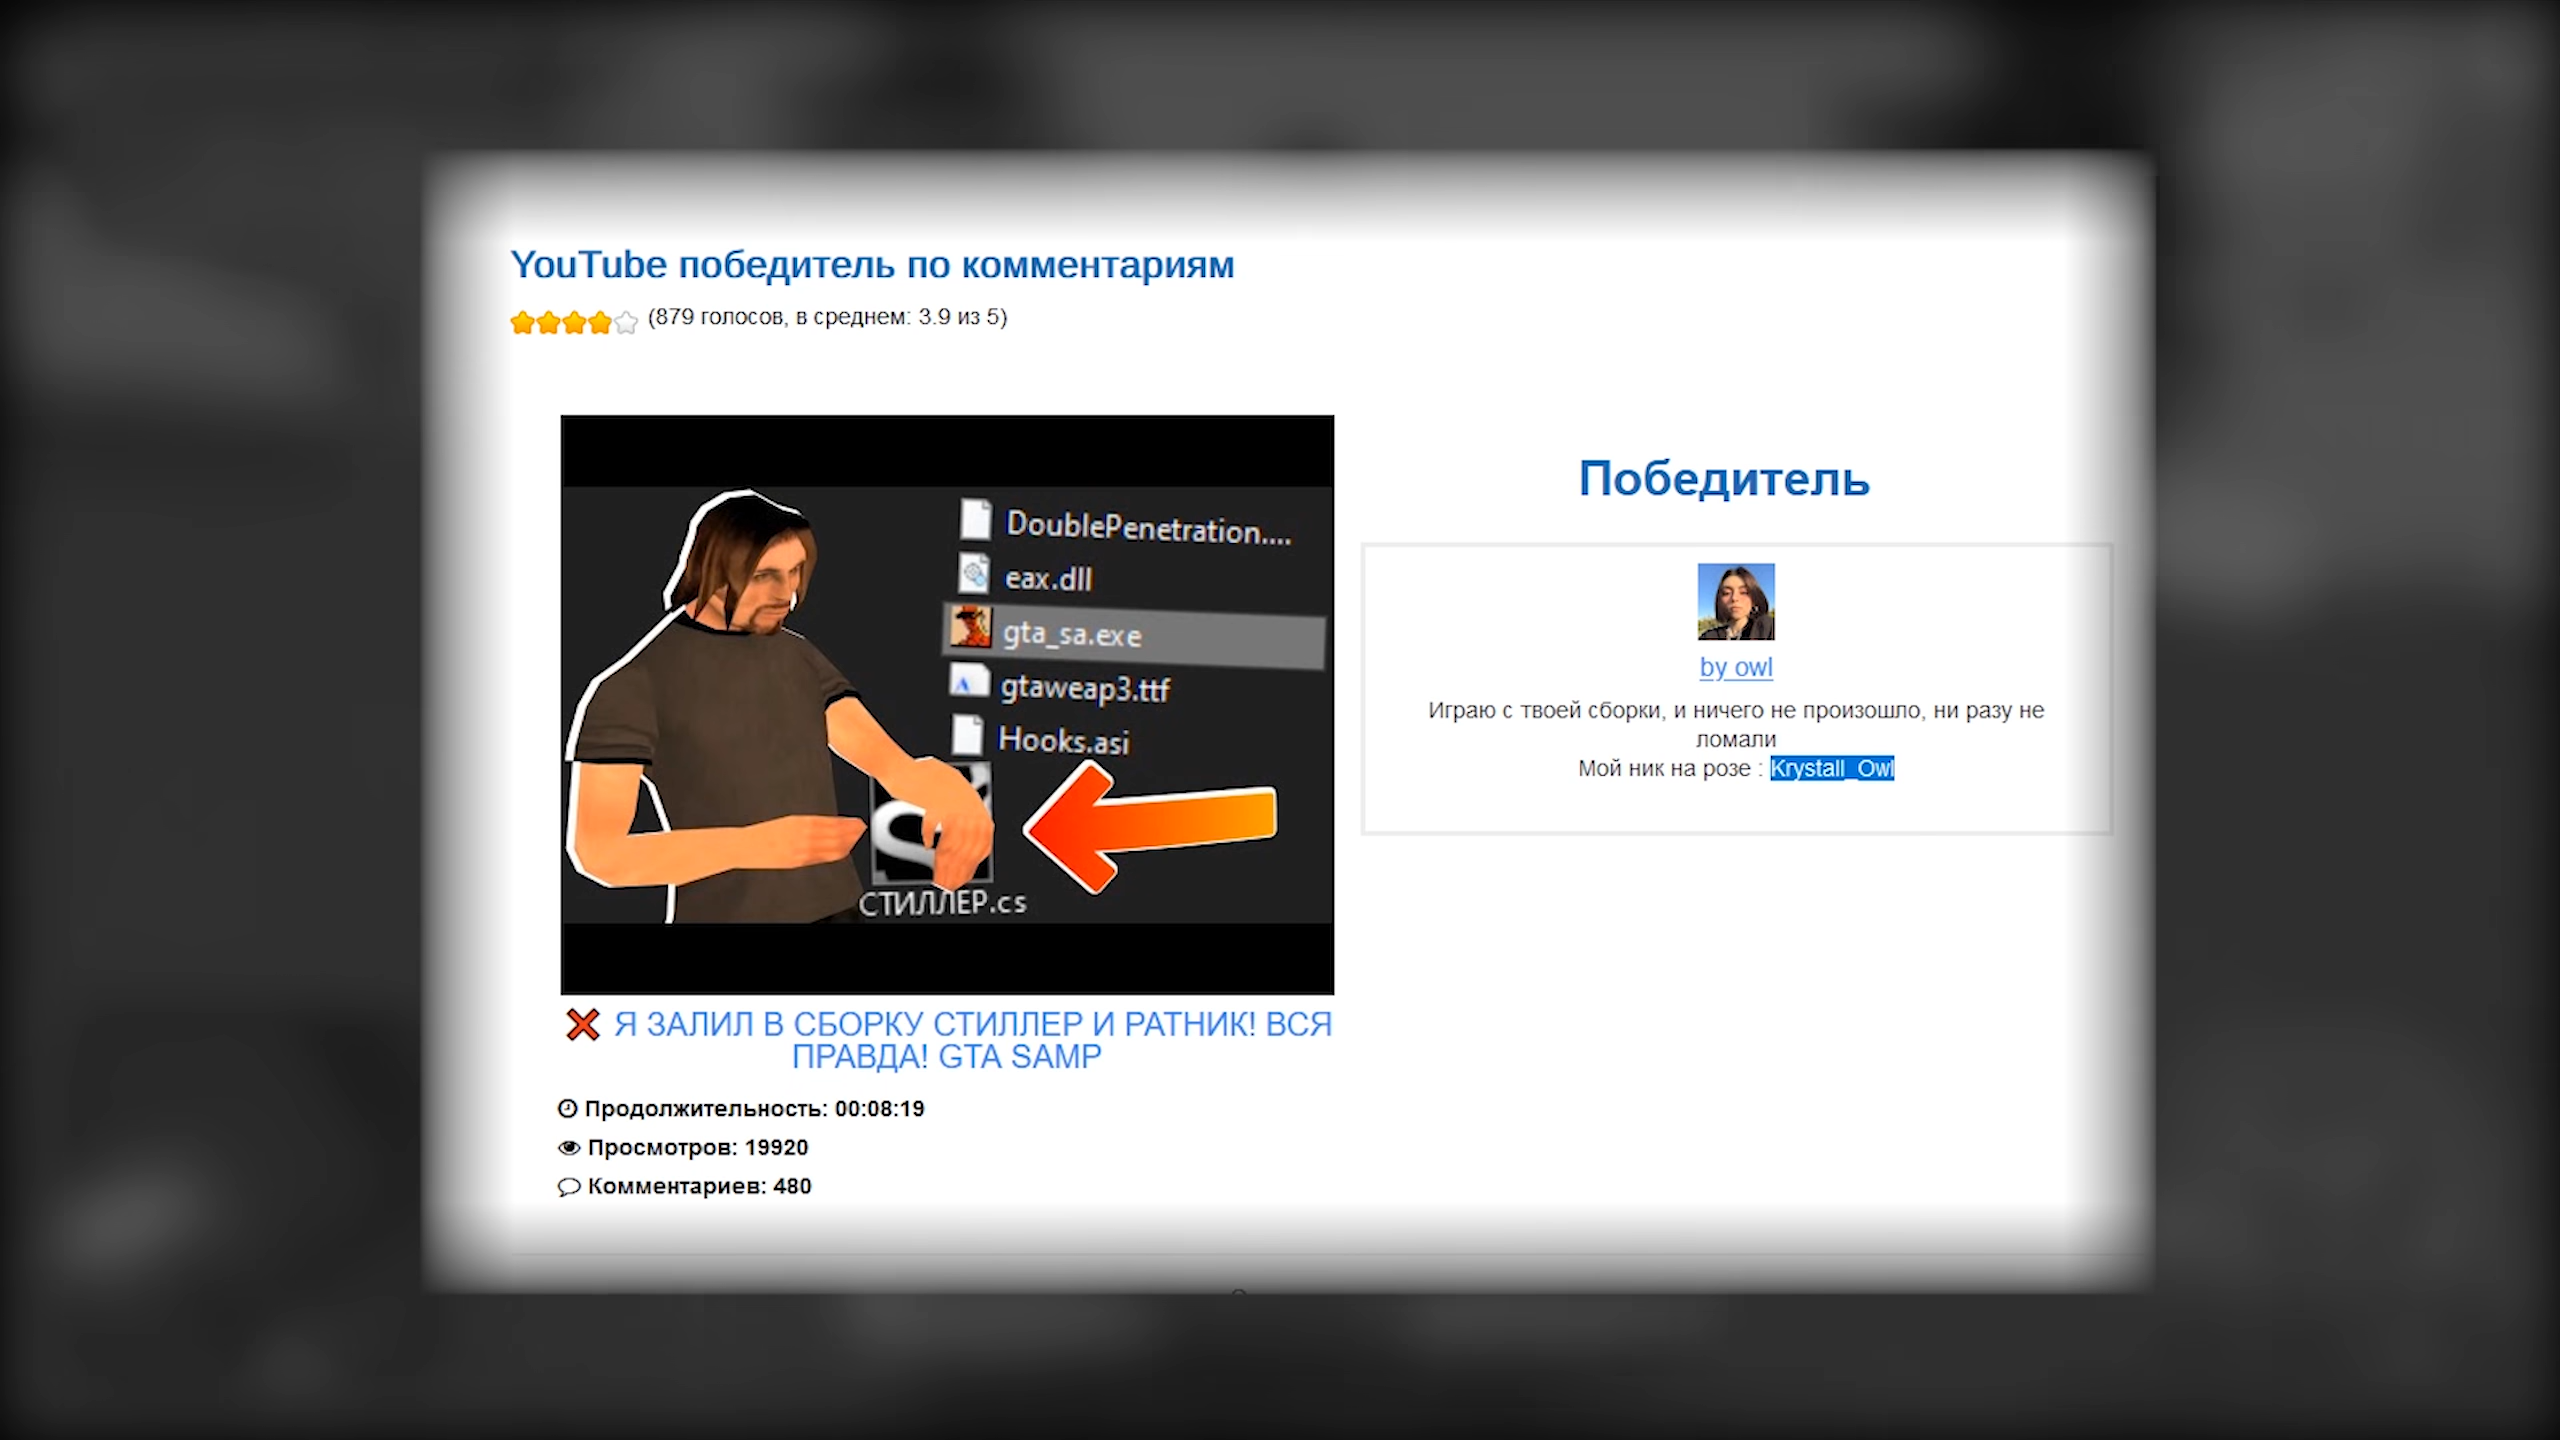 YouTube победитель по комментариям
(879 голосов, в среднем: 3.9 из 5)
DoublePenetration....
eax.dll
gta_sa.exe
gtaweap3.ttf
Hooks.asi
СТИЛЛЕР.cs
❌ Я ЗАЛИЛ В СБОРКУ СТИЛЛЕР И РАТНИК! ВСЯ
ПРАВДА! GTA SAMP
Продолжительность: 00:08:19
Просмотров: 19920
Комментариев: 480
Победитель
by owl
Играю с твоей сборки, и ничего не произошло, ни разу не
ломали
Мой ник на розе : Krystall_Owl